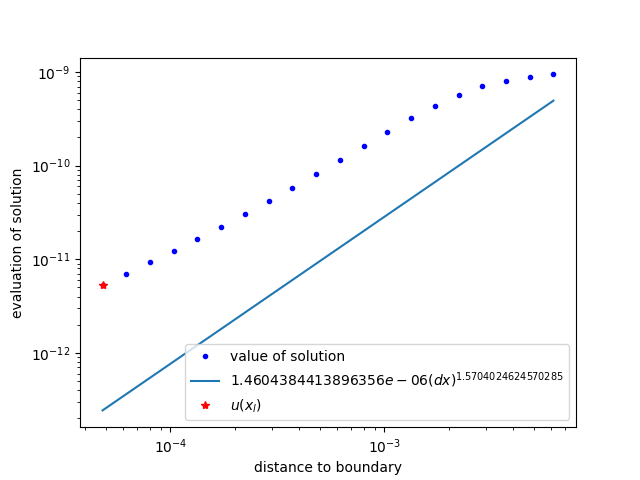 10⁻⁹
10⁻¹⁰
10⁻¹¹
10⁻¹²
evaluation of solution
value of solution
1.4604384413896356e − 06(dx)^1.5704024624570285
u(x_l)
10⁻⁴
10⁻³
distance to boundary